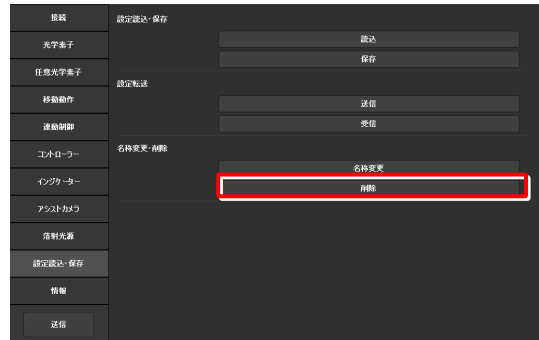 接続
光学素子
任意光学素子
移動動作
連動制御
コントローラー
インジケーター
アシストカメラ
落射光源
設定読込・保存
情報
送信
設定読込・保存
読込
保存
設定転送
送信
受信
名称変更・削除
名称変更
削除